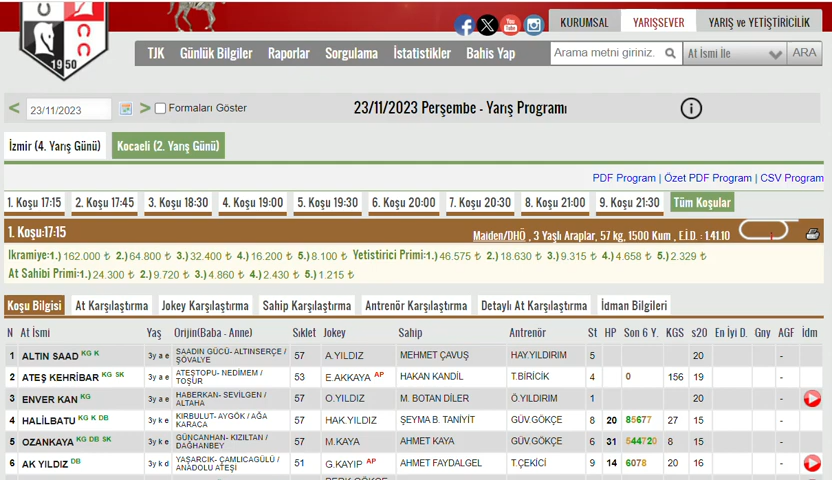 C C
1950
You Tube
KURUMSAL YARIŞSEVER YARIŞ ve YETİŞTİRİCİLİK
TJK Günlük Bilgiler Raporlar Sorgulama İstatistikler Bahis Yap Arama metni giriniz. At İsmi İle ARA
< 23/11/2023 > Formaları Göster 23/11/2023 Perşembe - Yarış Programı
İzmir (4. Yarış Günü) Kocaeli (2. Yarış Günü)
PDF Program | Özet PDF Program | CSV Program
1. Koşu 17:15 2. Koşu 17:45 3. Koşu 18:30 4. Koşu 19:00 5. Koşu 19:30 6. Koşu 20:00 7. Koşu 20:30 8. Koşu 21:00 9. Koşu 21:30 Tüm Koşular
1. Koşu:17:15 Maiden/DHÖ , 3 Yaşlı Araplar, 57 kg, 1500 Kum , E.İ.D. : 1.41.10
Ikramiye:1.)162.000 ₺ 2.)64.800 ₺ 3.)32.400 ₺ 4.)16.200 ₺ 5.)8.100 ₺ Yetistirici Primi:1.)46.575 ₺ 2.)18.630 ₺ 3.)9.315 ₺ 4.)4.658 ₺ 5.)2.329 ₺
At Sahibi Primi:1.)24.300 ₺ 2.)9.720 ₺ 3.)4.860 ₺ 4.)2.430 ₺ 5.)1.215 ₺
Koşu Bilgisi At Karşılaştırma Jokey Karşılaştırma Sahip Karşılaştırma Antrenör Karşılaştırma Detaylı At Karşılaştırma İdman Bilgileri
N At İsmi Yaş Orijin(Baba - Anne) Sıklet Jokey Sahip Antrenör St HP Son 6 Y. KGS s20 En İyi D. Gny AGF İdm
1 ALTIN SAAD KG K 3y a e SAADIN GÜCÜ- ALTINSERÇE / ŞÖVALYE 57 A.YILDIZ MEHMET ÇAVUŞ HAY.YILDIRIM 5 20 -
2 ATEŞ KEHRİBAR KG SK 3y a e ATEŞTOPU- NEDİMEM / TOŞUR 53 E.AKKAYA AP HAKAN KANDİL T.BİRİCİK 4 0 156 19 -
3 ENVER KAN KG 3y a e HABERKAN- SEVİLGEN / ALTAHA 57 O.YILDIZ M. BOTAN DİLER Ö.YILDIRIM 1 20 -
4 HALİLBATU KG K DB 3y k e KIRBULUT- AYGÖK / AĞA KARACA 57 HAK.YILDIZ ŞEYMA B. TANİYİT GÜV.GÖKÇE 8 20 85677 27 15 -
5 OZANKAYA KG DB SK 3y k e GÜNCANHAN- KIZILTAN / DAĞHANBEY 57 M.KAYA AHMET KAYA GÜV.GÖKÇE 6 31 544720 8 15 -
6 AK YILDIZ DB 3y k d YAŞARCIK- ÇAMLICAGÜLÜ / ANADOLU ATEŞİ 51 G.KAYIP AP AHMET FAYDALGEL T.ÇEKİCİ 9 14 6078 20 16 -